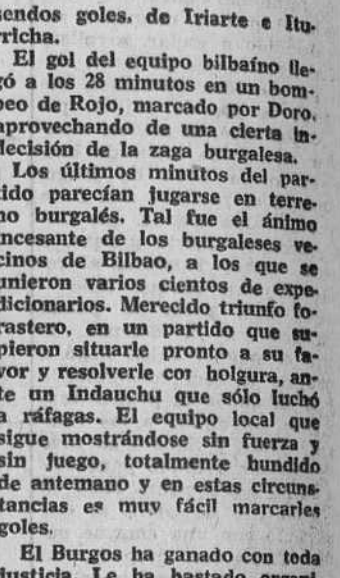 sendos goles, de Iriarte e Itu-
rricha.
El gol del equipo bilbaíno lle-
gó a los 28 minutos en un bom-
beo de Rojo, marcado por Doro,
aprovechando de una cierta in-
decisión de la zaga burgalesa.
Los últimos minutos del par-
tido parecían jugarse en terre-
no burgalés. Tal fue el ánimo
incesante de los burgaleses ve-
cinos de Bilbao, a los que se
unieron varios cientos de expe-
dicionarios. Merecido triunfo fo-
rastero, en un partido que su-
pieron situarle pronto a su fa-
vor y resolverle con holgura, an-
te un Indauchu que sólo luchó
a ráfagas. El equipo local que
sigue mostrándose sin fuerza y
sin juego, totalmente hundido
de antemano y en estas circuns-
tancias es muy fácil marcarles
goles.
El Burgos ha ganado con toda
justicia. Le ha bastado